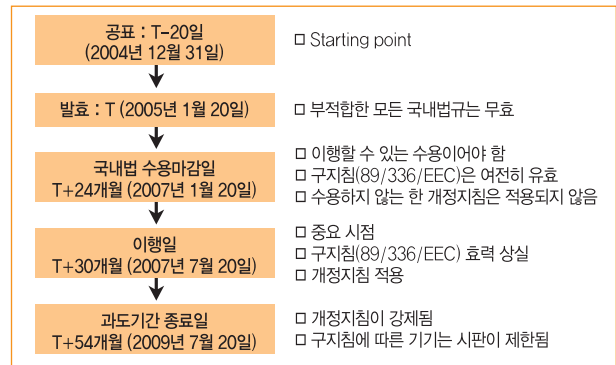 공표 : T-20일
(2004년 12월 31일)
□ Starting point
발효 : T (2005년 1월 20일)
□ 부적합한 모든 국내법규는 무효
국내법 수용마감일
T+24개월 (2007년 1월 20일)
□ 이행할 수 있는 수용이어야 함
□ 구지침(89/336/EEC)은 여전히 유효
□ 수용하지 않는 한 개정지침은 적용되지 않음
이행일
T+30개월 (2007년 7월 20일)
□ 중요 시점
□ 구지침(89/336/EEC) 효력 상실
□ 개정지침 적용
과도기간 종료일
T+54개월 (2009년 7월 20일)
□ 개정지침이 강제됨
□ 구지침에 따른 기기는 시판이 제한됨